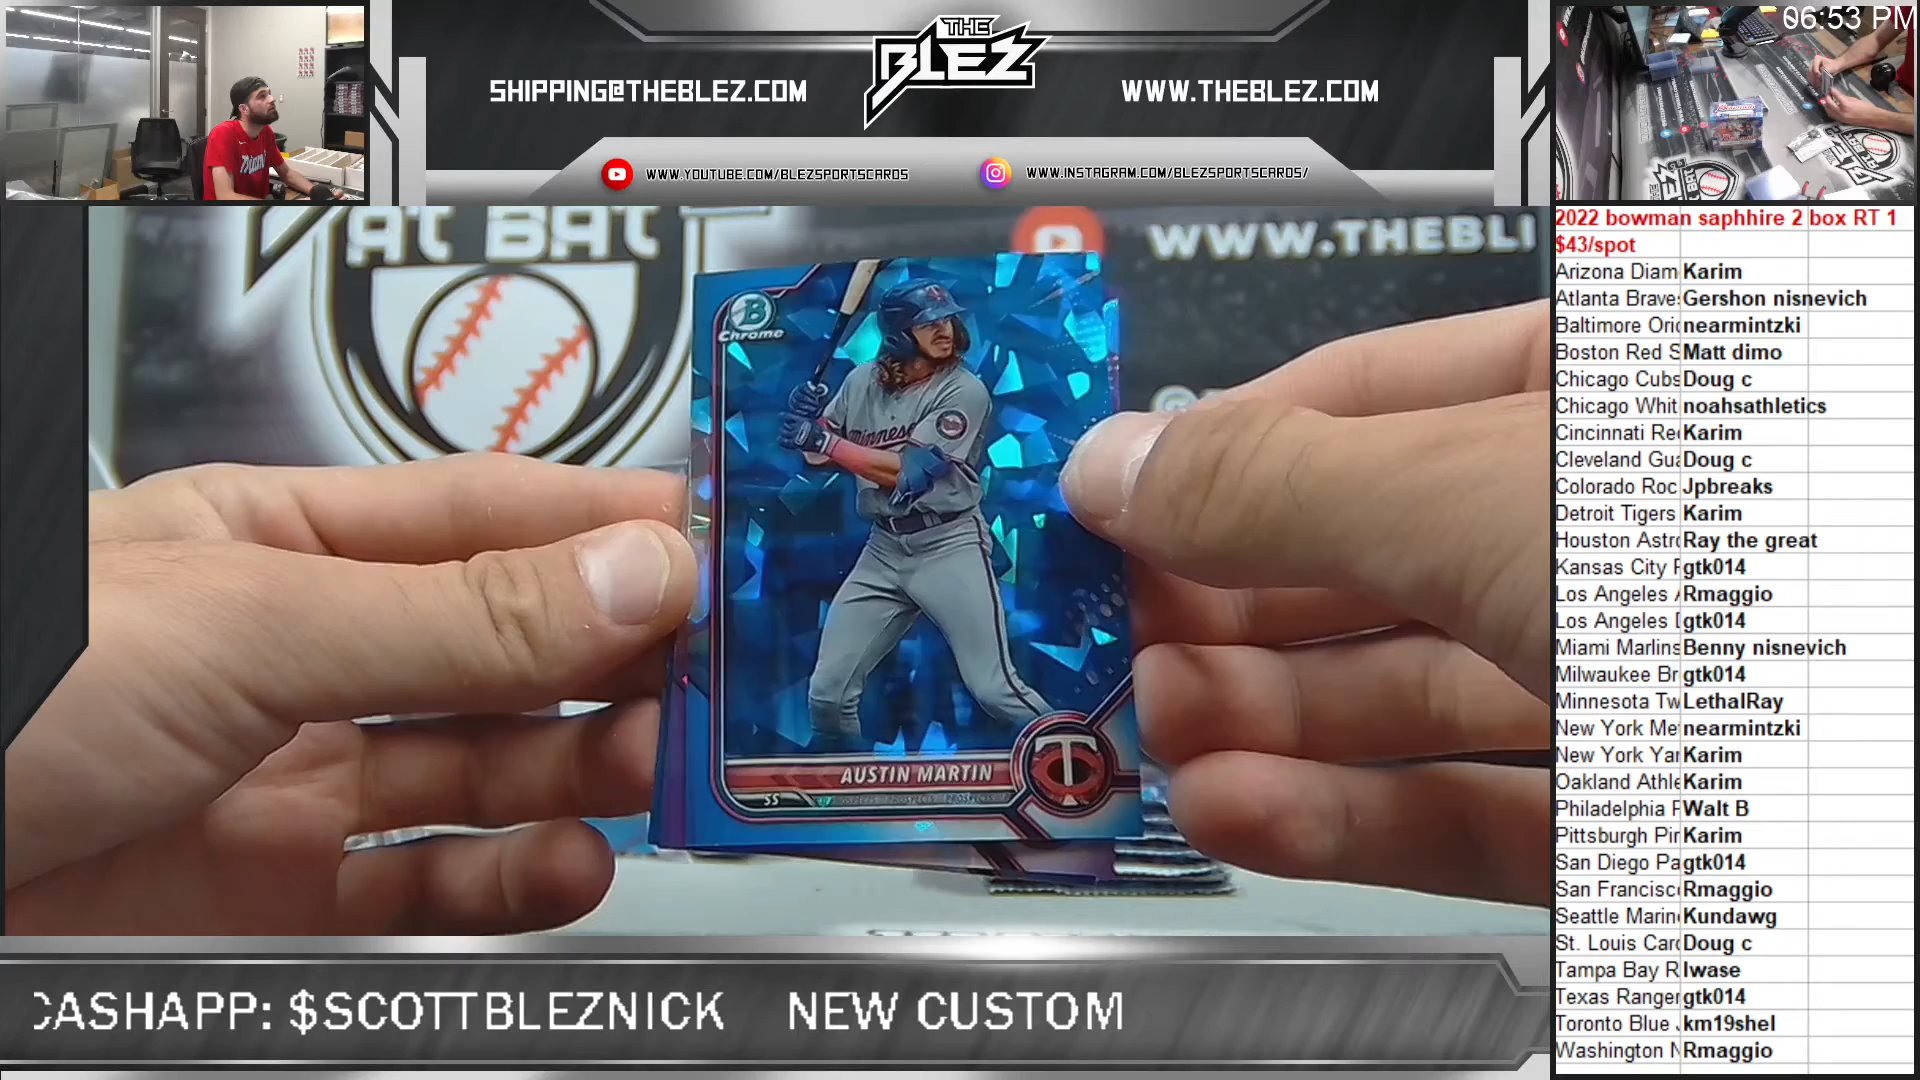 06:53 PM
THE
BLEZ
SHIPPING@THEBLEZ.COM
WWW.THEBLEZ.COM
WWW.YOUTUBE.COM/BLEZSPORTSCARDS
WWW.INSTAGRAM.COM/BLEZSPORTSCARDS/
AT BAT
WWW.THEBL
B
Chrome
AUSTIN MARTIN
SS
2022 bowman saphhire 2 box RT 1
$43/spot
Arizona Diam Karim
Atlanta Brave Gershon nisnevich
Baltimore Ori nearmintzki
Boston Red S Matt dimo
Chicago Cubs Doug c
Chicago Whit noahsathletics
Cincinnati Re Karim
Cleveland Gua Doug c
Colorado Roc Jpbreaks
Detroit Tigers Karim
Houston Astr Ray the great
Kansas City gtk014
Los Angeles Rmaggio
Los Angeles gtk014
Miami Marlins Benny nisnevich
Milwaukee Br gtk014
Minnesota Tw LethalRay
New York Me nearmintzki
New York Yan Karim
Oakland Athle Karim
Philadelphia Walt B
Pittsburgh Pir Karim
San Diego Pa gtk014
San Francisc Rmaggio
Seattle Marin Kundawg
St. Louis Card Doug c
Tampa Bay R Iwase
Texas Ranger gtk014
Toronto Blue km19shel
Washington N Rmaggio
CASHAPP: $SCOTTBLEZNICK NEW CUSTOM